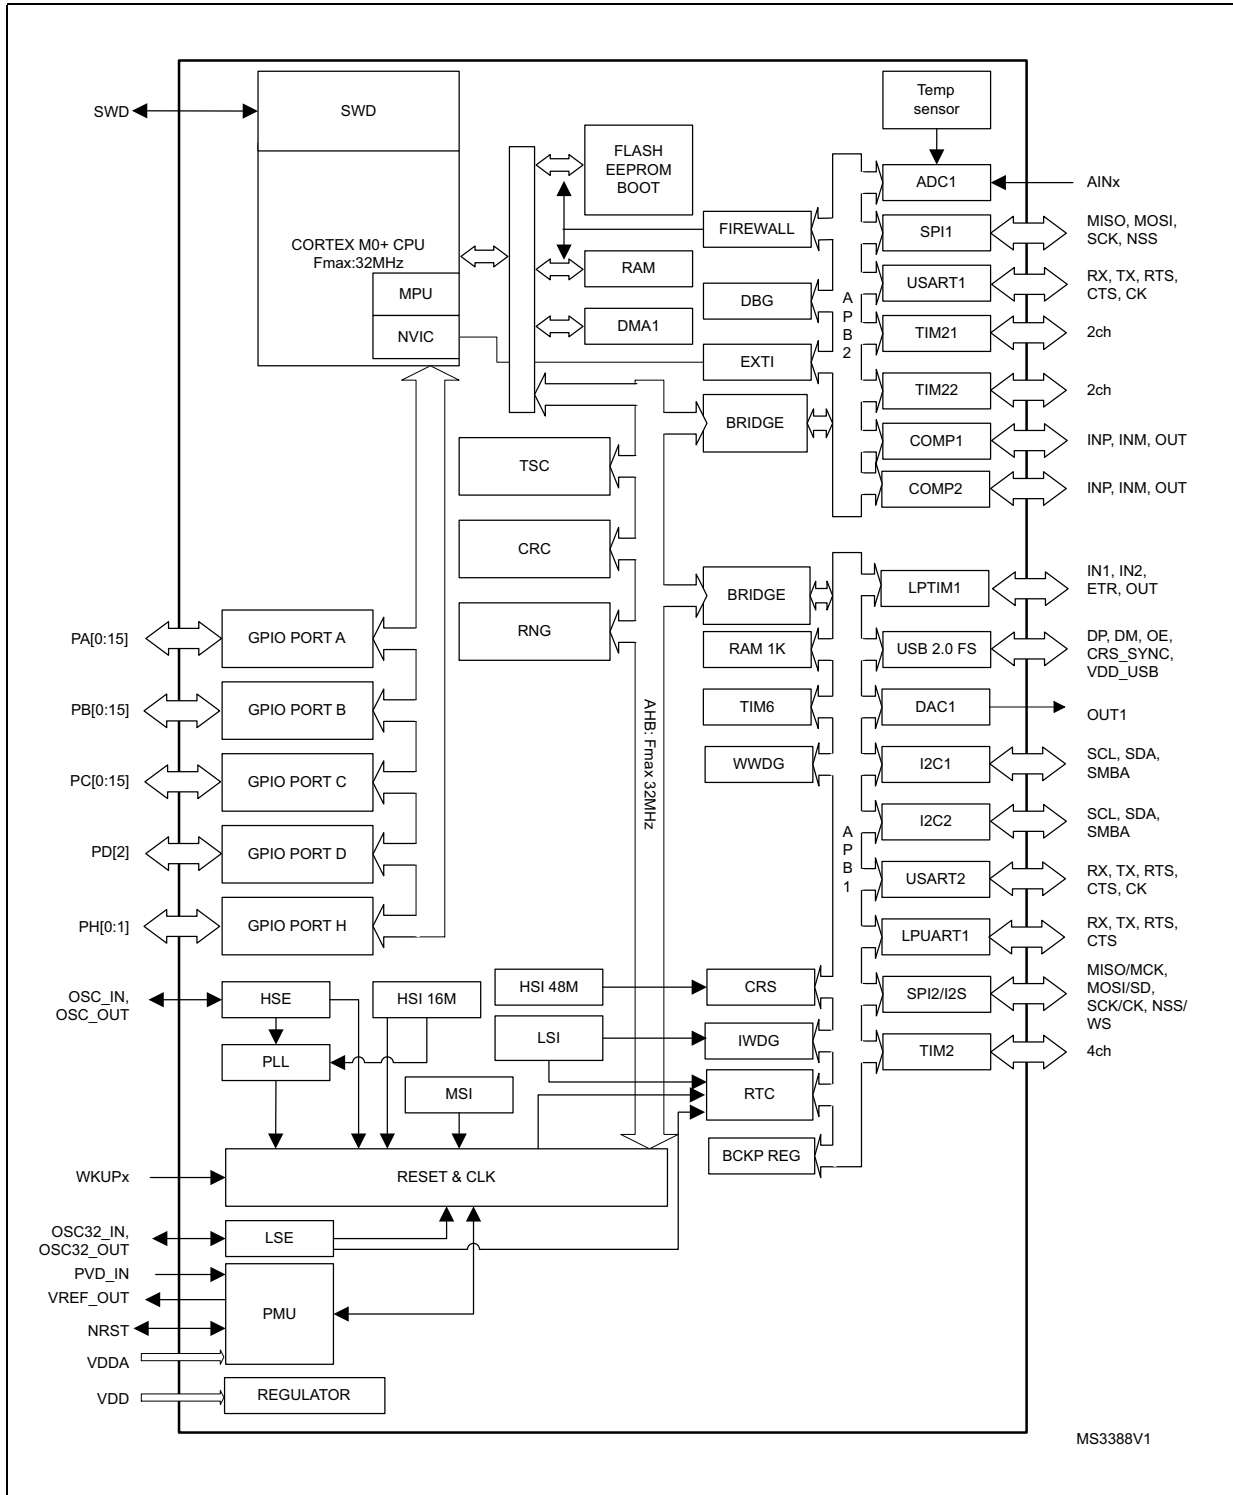 SWD
SWD
CORTEX M0+ CPU
Fmax:32MHz
MPU
NVIC
FLASH
EEPROM
BOOT
RAM
DMA1
FIREWALL
DBG
EXTI
BRIDGE
A
P
B
2
Temp
sensor
ADC1
AINx
SPI1
MISO, MOSI,
SCK, NSS
USART1
RX, TX, RTS,
CTS, CK
TIM21
2ch
TIM22
2ch
COMP1
INP, INM, OUT
COMP2
INP, INM, OUT
TSC
CRC
RNG
AHB: Fmax 32MHz
PA[0:15]
GPIO PORT A
PB[0:15]
GPIO PORT B
PC[0:15]
GPIO PORT C
PD[2]
GPIO PORT D
PH[0:1]
GPIO PORT H
BRIDGE
RAM 1K
TIM6
WWDG
A
P
B
1
LPTIM1
IN1, IN2,
ETR, OUT
USB 2.0 FS
DP, DM, OE,
CRS_SYNC,
VDD_USB
DAC1
OUT1
I2C1
SCL, SDA,
SMBA
I2C2
SCL, SDA,
SMBA
USART2
RX, TX, RTS,
CTS, CK
LPUART1
RX, TX, RTS,
CTS
SPI2/I2S
MISO/MCK,
MOSI/SD,
SCK/CK, NSS/
WS
TIM2
4ch
OSC_IN,
OSC_OUT
HSE
HSI 16M
PLL
MSI
HSI 48M
LSI
CRS
IWDG
RTC
BCKP REG
WKUPx
RESET & CLK
OSC32_IN,
OSC32_OUT
LSE
PVD_IN
VREF_OUT
NRST
VDDA
PMU
VDD
REGULATOR
MS3388V1